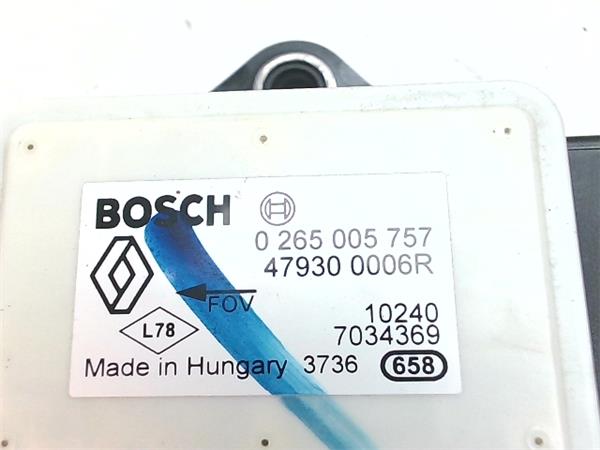 BOSCH
0 265 005 757
47930 0006R
FOV
10240
L78
7034369
Made in Hungary 3736 658